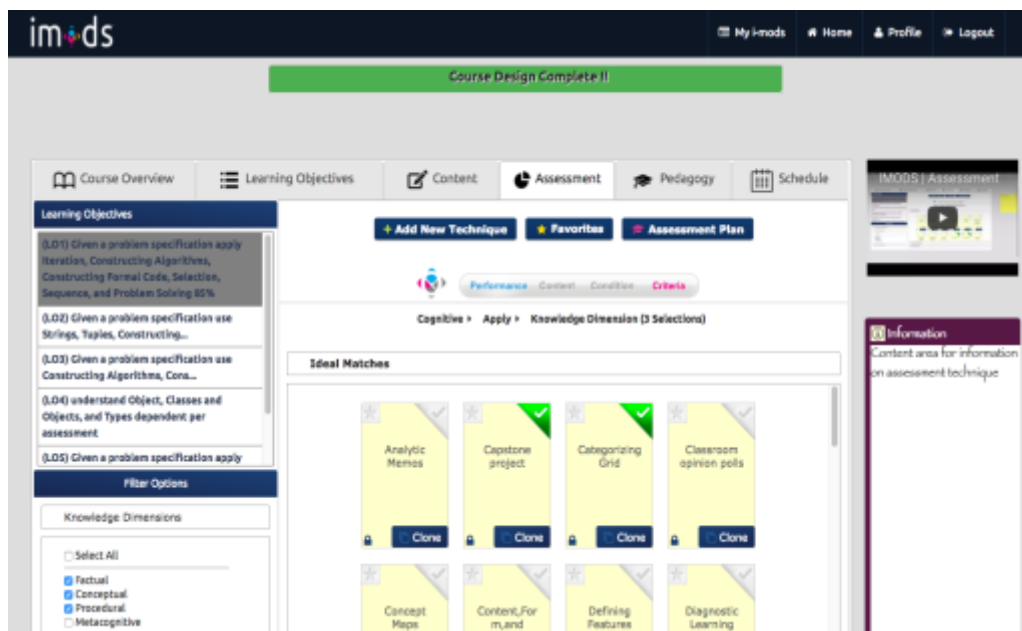 imods
My i-mods
Home
Profile
Logout
Course Design Complete !!
Course Overview
Learning Objectives
Content
Assessment
Pedagogy
Schedule
Learning Objectives
(LO1) Given a problem specification apply
Iteration, Constructing Algorithms,
Constructing Formal Code, Selection,
Sequence, and Problem Solving 85%
(LO2) Given a problem specification use
Strings, Tuples, Constructing...
(LO3) Given a problem specification use
Constructing Algorithms, Cons...
(LO4) understand Object, Classes and
Objects, and Types dependent per
assessment
(LO5) Given a problem specification apply
Filter Options
Knowledge Dimensions
Select All
Factual
Conceptual
Procedural
Metacognitive
+ Add New Technique
Favorites
Assessment Plan
Performance
Content
Condition
Criteria
Cognitive
Apply
Knowledge Dimension (3 Selections)
Ideal Matches
Analytic
Memos
Clone
Capstone
project
Clone
Categorizing
Grid
Clone
Classroom
opinion polls
Clone
Concept
Maps
Content,For
m,and
Defining
Features
Diagnostic
Learning
IMODS | Assessment
Information
Content area for information
on assessment technique